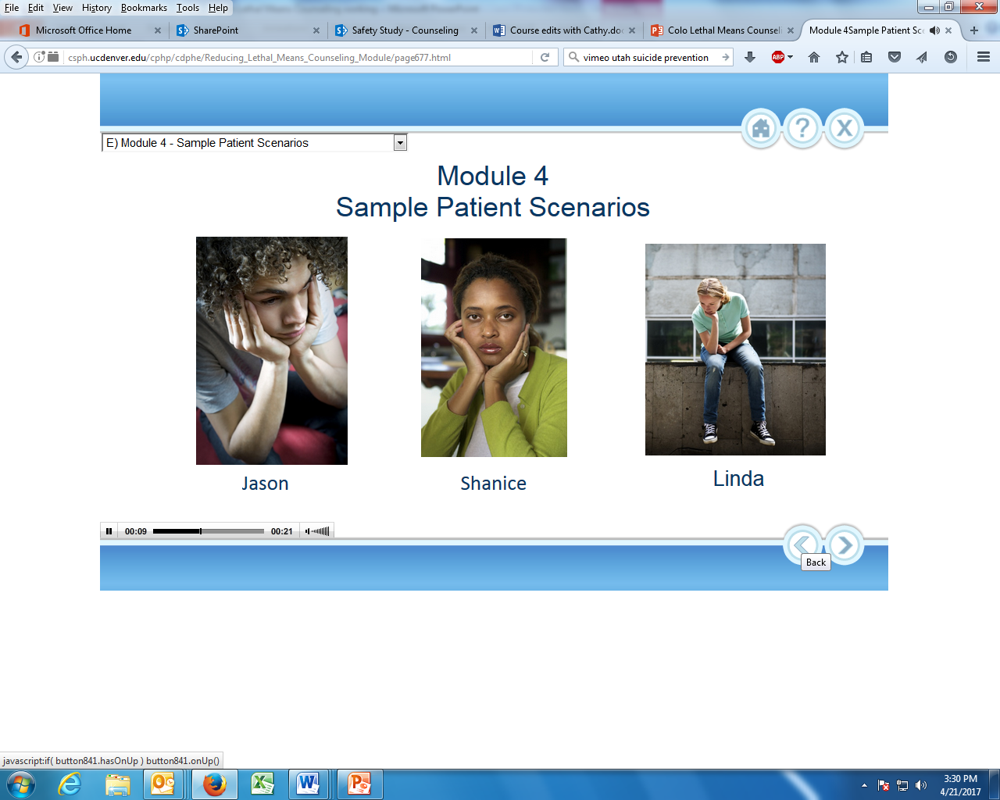 File Edit View History Bookmarks Tools Help
Microsoft Office Home
SharePoint
Safety Study - Counseling
Course edits with Cathy.doc
Colo Lethal Means Counseli
Module 4Sample Patient Sce
csph.ucdenver.edu/cphp/cdphe/Reducing_Lethal_Means_Counseling_Module/page677.html
vimeo utah suicide prevention
ABP
E) Module 4 - Sample Patient Scenarios
Module 4
Sample Patient Scenarios
Jason
Shanice
Linda
00:09
00:21
Back
javascript:if( button841.hasOnUp ) button841.onUp()
3:30 PM
4/21/2017